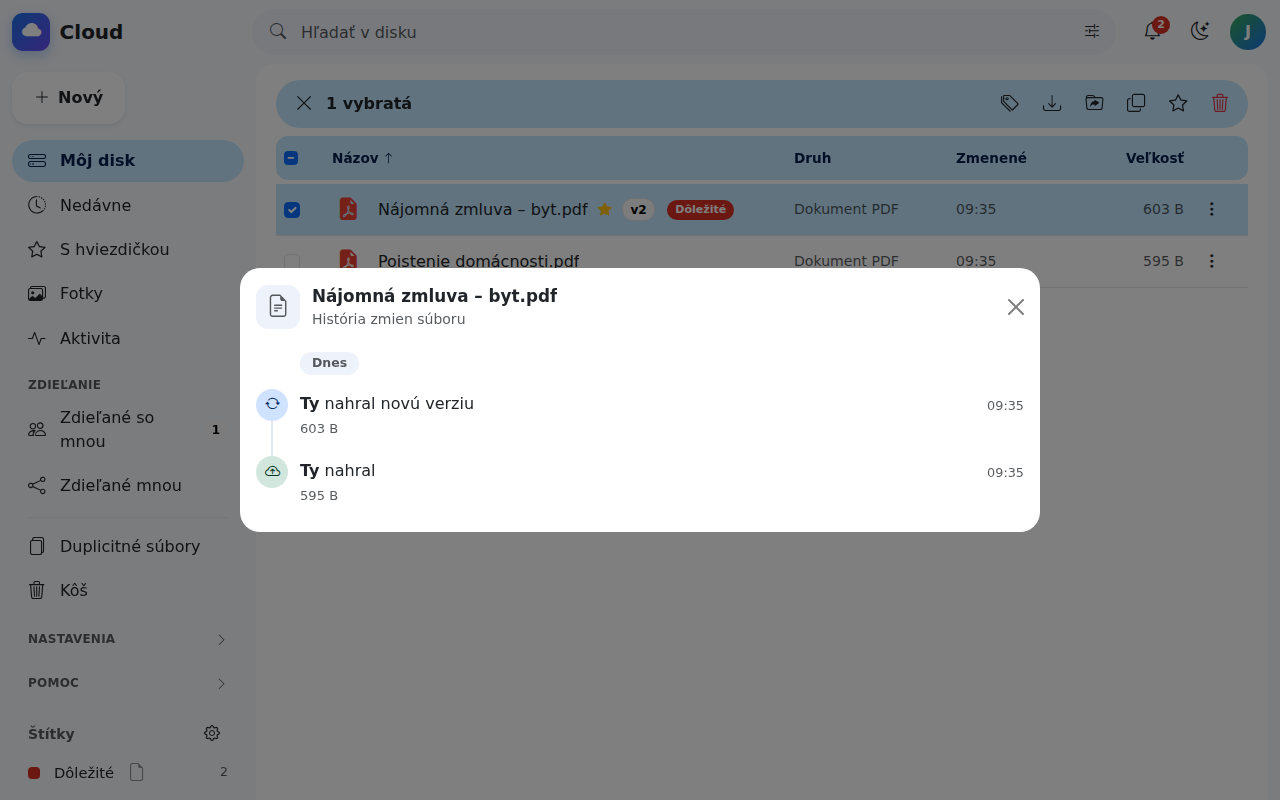 Cloud
Hľadať v disku
2
J
Nový
1 vybratá
Môj disk
Nedávne
S hviezdičkou
Fotky
Aktivita
ZDIEĽANIE
Zdieľané so mnou
1
Zdieľané mnou
Duplicitné súbory
Kôš
NASTAVENIA
POMOC
Štítky
Dôležité
2
Názov ↑
Druh
Zmenené
Veľkosť
Nájomná zmluva – byt.pdf
v2
Dôležité
Dokument PDF
09:35
603 B
Poistenie domácnosti.pdf
Dokument PDF
09:35
595 B
Nájomná zmluva – byt.pdf
História zmien súboru
Dnes
Ty nahral novú verziu
09:35
603 B
Ty nahral
09:35
595 B